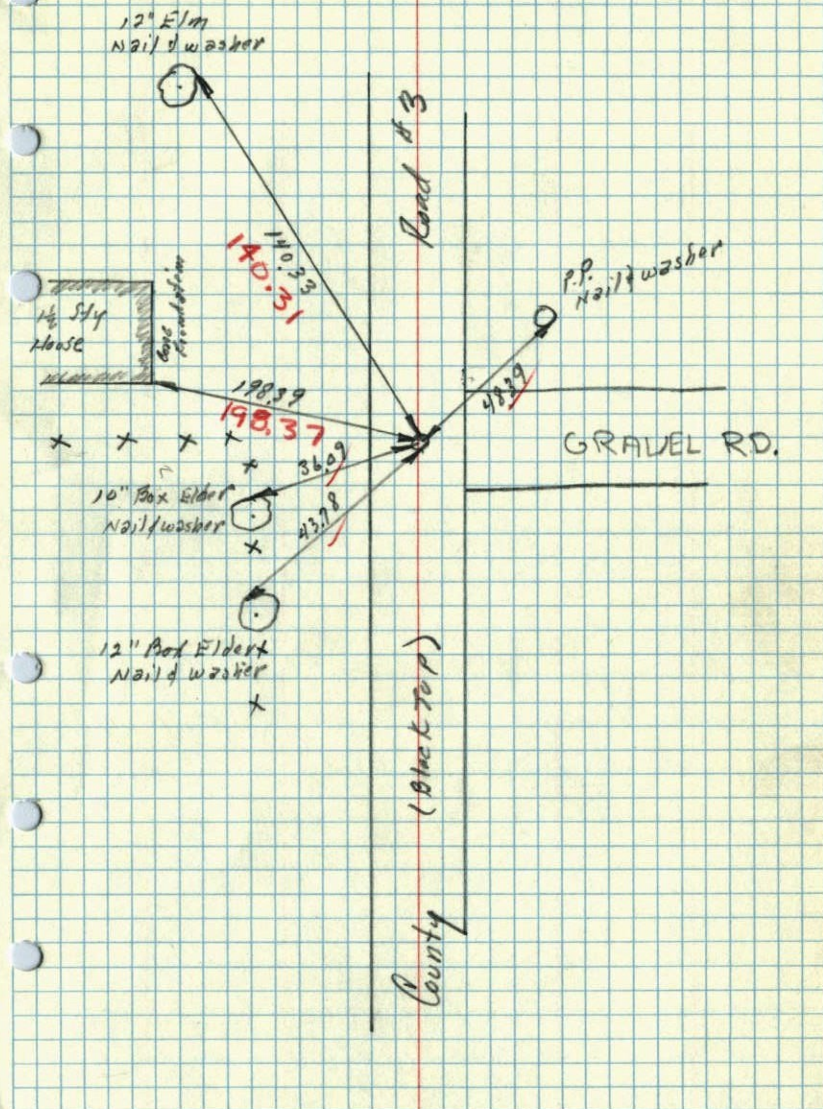 12" Elm
Nail & washer
Road #3
140.33
140.31
P.P.
Nail & washer
1½ Sty
House
Conc
Foundation
198.39
198.37
48.39
GRAVEL RD.
36.09
10" Box Elder
Nail & washer
43.78
12" Box Elder
Nail & washer
(Black Top)
County